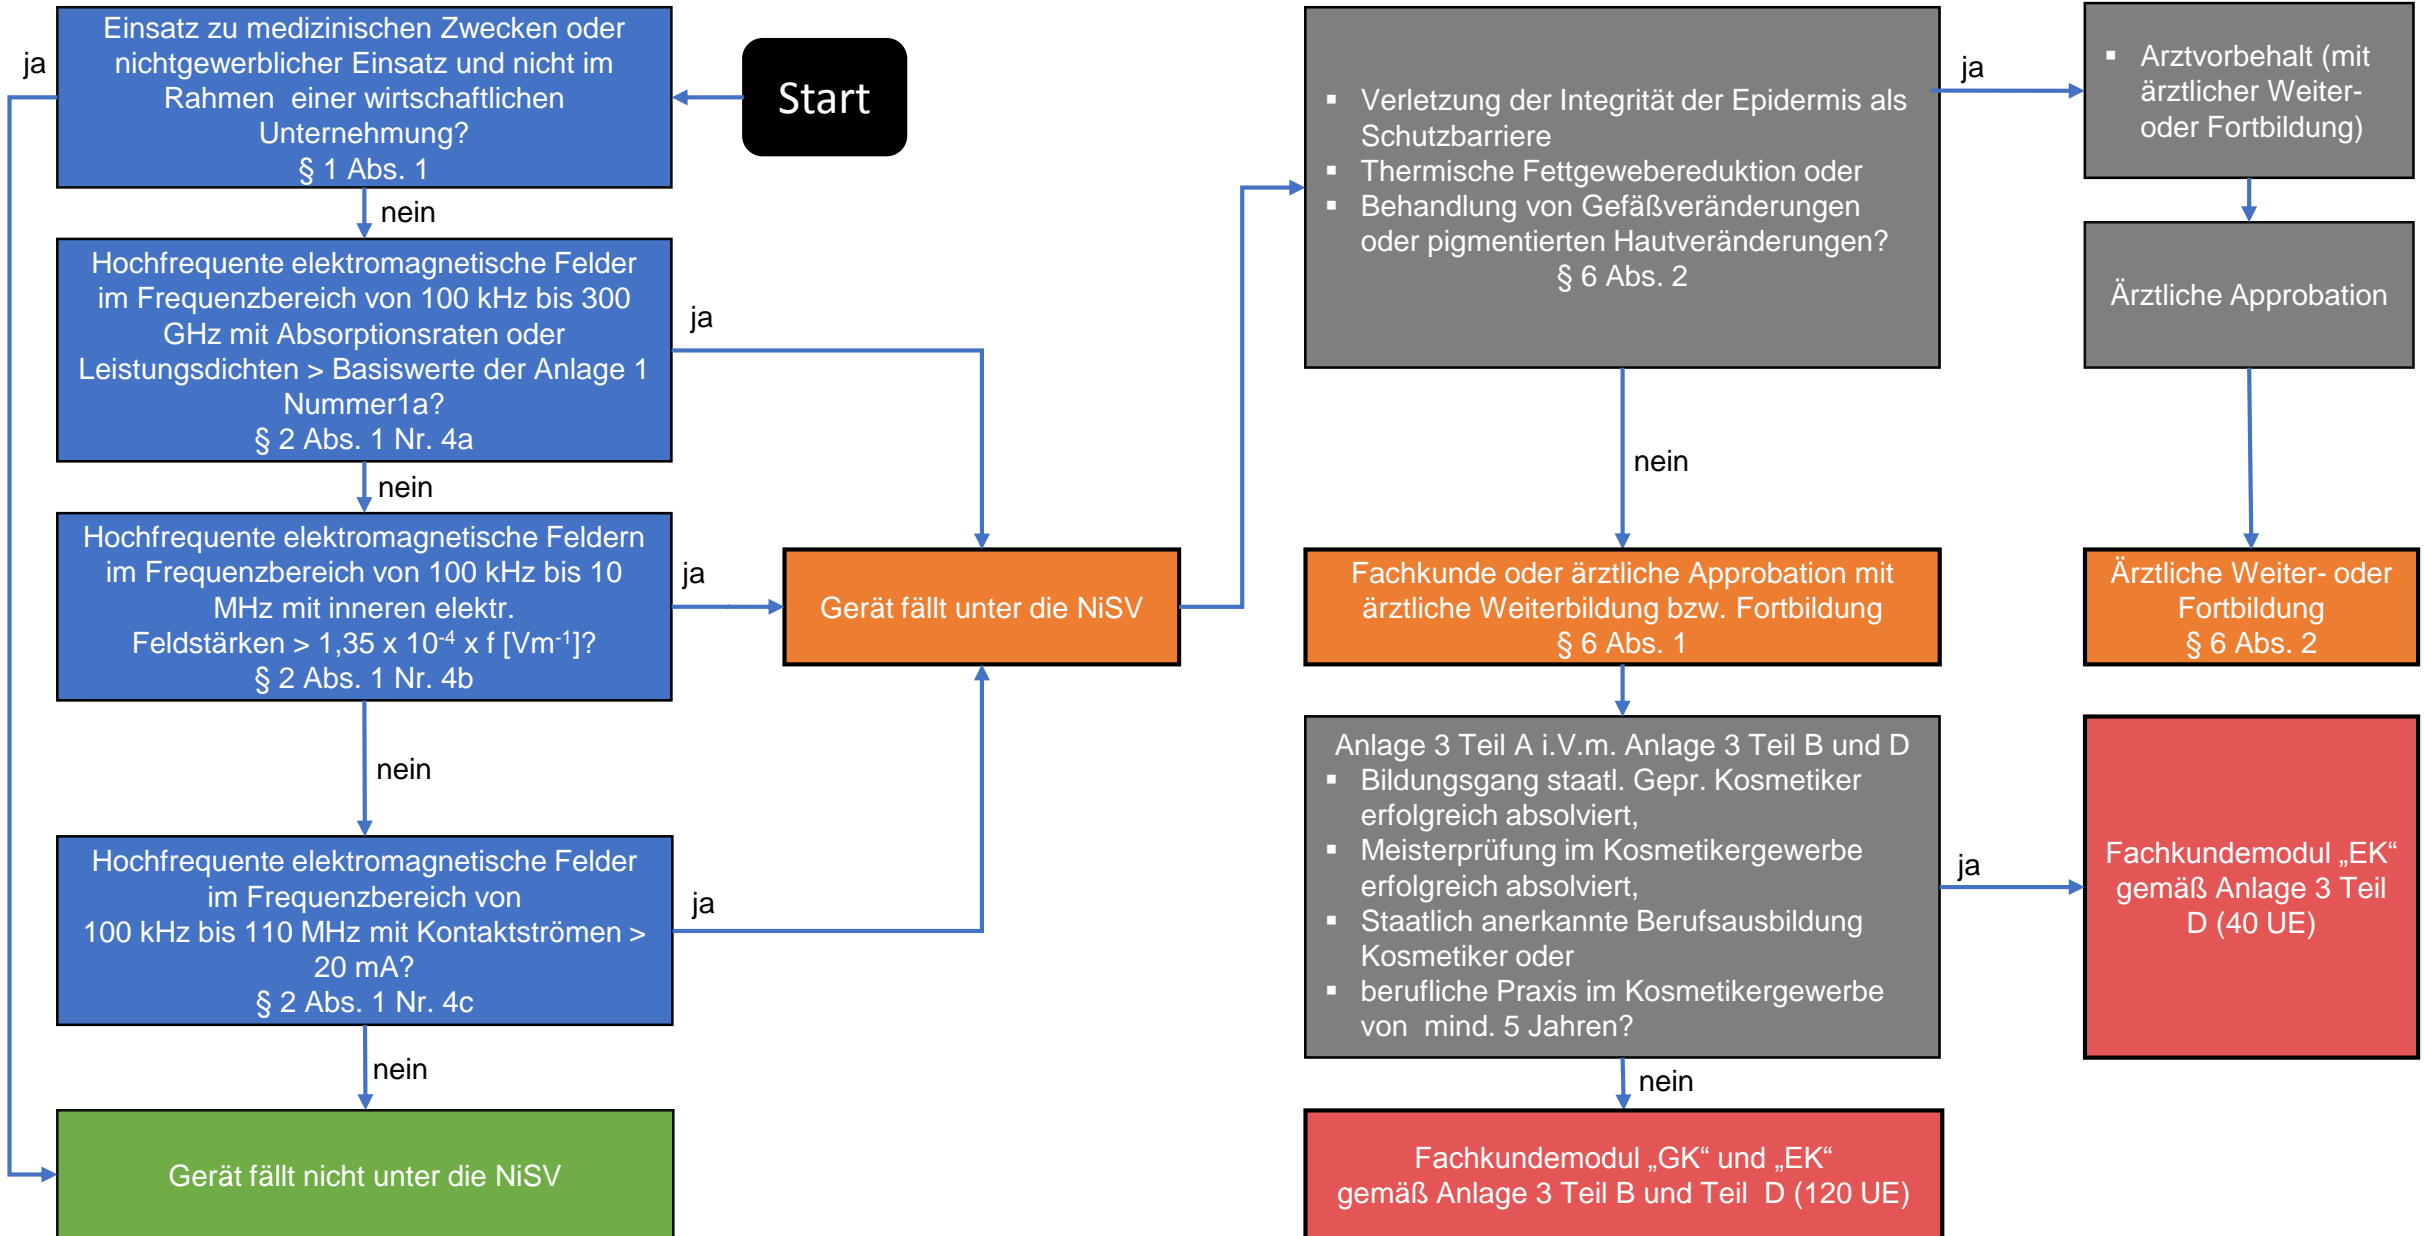 Start
Einsatz zu medizinischen Zwecken oder
nichtgewerblicher Einsatz und nicht im
Rahmen einer wirtschaftlichen
Unternehmung?
§ 1 Abs. 1
ja
nein
Hochfrequente elektromagnetische Felder
im Frequenzbereich von 100 kHz bis 300
GHz mit Absorptionsraten oder
Leistungsdichten > Basiswerte der Anlage 1
Nummer1a?
§ 2 Abs. 1 Nr. 4a
ja
nein
Hochfrequente elektromagnetische Feldern
im Frequenzbereich von 100 kHz bis 10
MHz mit inneren elektr.
Feldstärken > 1,35 x 10⁻⁴ x f [Vm⁻¹]?
§ 2 Abs. 1 Nr. 4b
ja
nein
Hochfrequente elektromagnetische Felder
im Frequenzbereich von
100 kHz bis 110 MHz mit Kontaktströmen >
20 mA?
§ 2 Abs. 1 Nr. 4c
ja
nein
Gerät fällt nicht unter die NiSV
Gerät fällt unter die NiSV
▪ Verletzung der Integrität der Epidermis als
Schutzbarriere
▪ Thermische Fettgewebereduktion oder
▪ Behandlung von Gefäßveränderungen
oder pigmentierten Hautveränderungen?
§ 6 Abs. 2
ja
nein
▪ Arztvorbehalt (mit
ärztlicher Weiter-
oder Fortbildung)
Ärztliche Approbation
Ärztliche Weiter- oder
Fortbildung
§ 6 Abs. 2
Fachkunde oder ärztliche Approbation mit
ärztliche Weiterbildung bzw. Fortbildung
§ 6 Abs. 1
Anlage 3 Teil A i.V.m. Anlage 3 Teil B und D
▪ Bildungsgang staatl. Gepr. Kosmetiker
erfolgreich absolviert,
▪ Meisterprüfung im Kosmetikergewerbe
erfolgreich absolviert,
▪ Staatlich anerkannte Berufsausbildung
Kosmetiker oder
▪ berufliche Praxis im Kosmetikergewerbe
von mind. 5 Jahren?
ja
nein
Fachkundemodul „EK“
gemäß Anlage 3 Teil
D (40 UE)
Fachkundemodul „GK“ und „EK“
gemäß Anlage 3 Teil B und Teil D (120 UE)